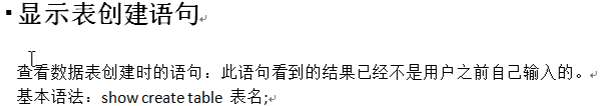 ▪显示表创建语句
查看数据表创建时的语句：此语句看到的结果已经不是用户之前自己输入的。
基本语法：show create table 表名;